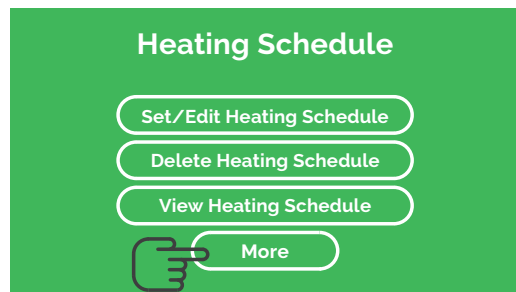 Heating Schedule
Set/Edit Heating Schedule
Delete Heating Schedule
View Heating Schedule
More